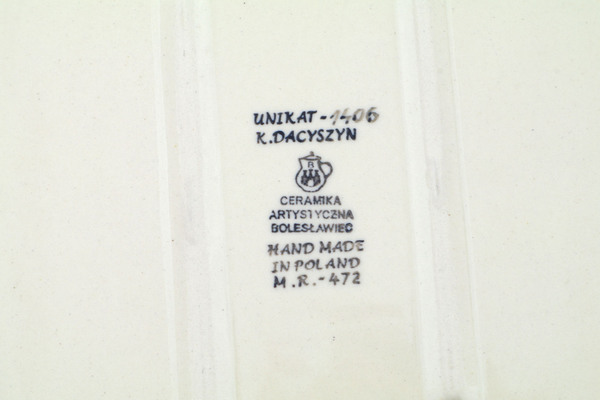 UNIKAT - 1406
K. DACYSZYN
B
CERAMIKA
ARTYSTYCZNA
BOLESŁAWIEC
HAND MADE
IN POLAND
M.R.-472